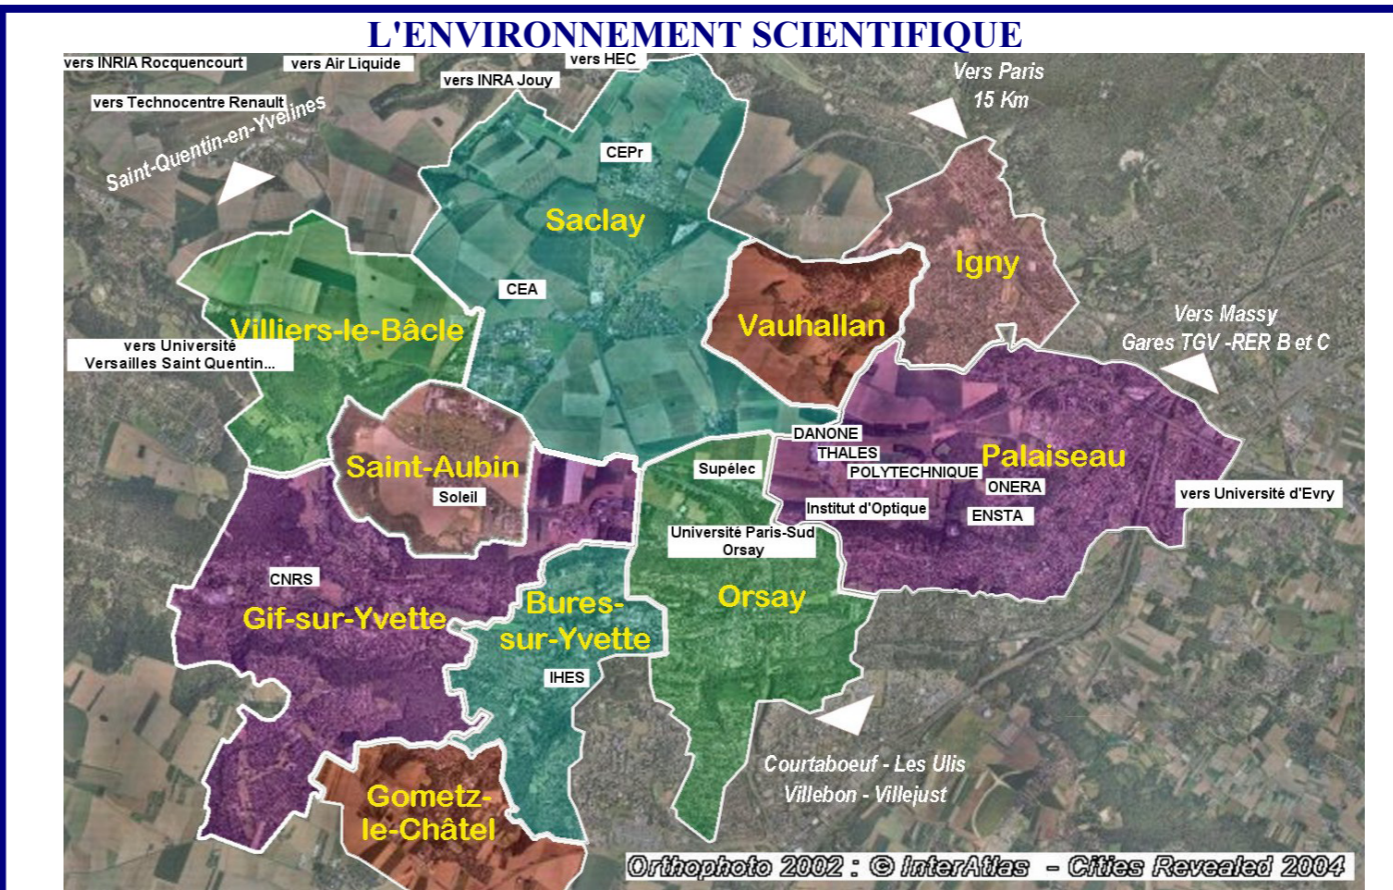 L'ENVIRONNEMENT SCIENTIFIQUE
vers INRIA Rocquencourt
vers Air Liquide
vers HEC
vers INRA Jouy
Vers Paris
15 Km
vers Technocentre Renault
Saint-Quentin-en-Yvelines
CEPr
Saclay
Igny
CEA
Vauhallan
Villiers-le-Bâcle
Vers Massy
Gares TGV -RER B et C
vers Université
Versailles Saint Quentin...
DANONE
THALES
POLYTECHNIQUE
Palaiseau
Saint-Aubin
Supélec
ONERA
vers Université d'Evry
Soleil
Institut d'Optique
ENSTA
Université Paris-Sud
Orsay
CNRS
Orsay
Bures-
sur-Yvette
Gif-sur-Yvette
IHES
Courtaboeuf - Les Ulis
Villebon - Villejust
Gometz-
le-Châtel
Orthophoto 2002 : © InterAtlas - Cities Revealed 2004